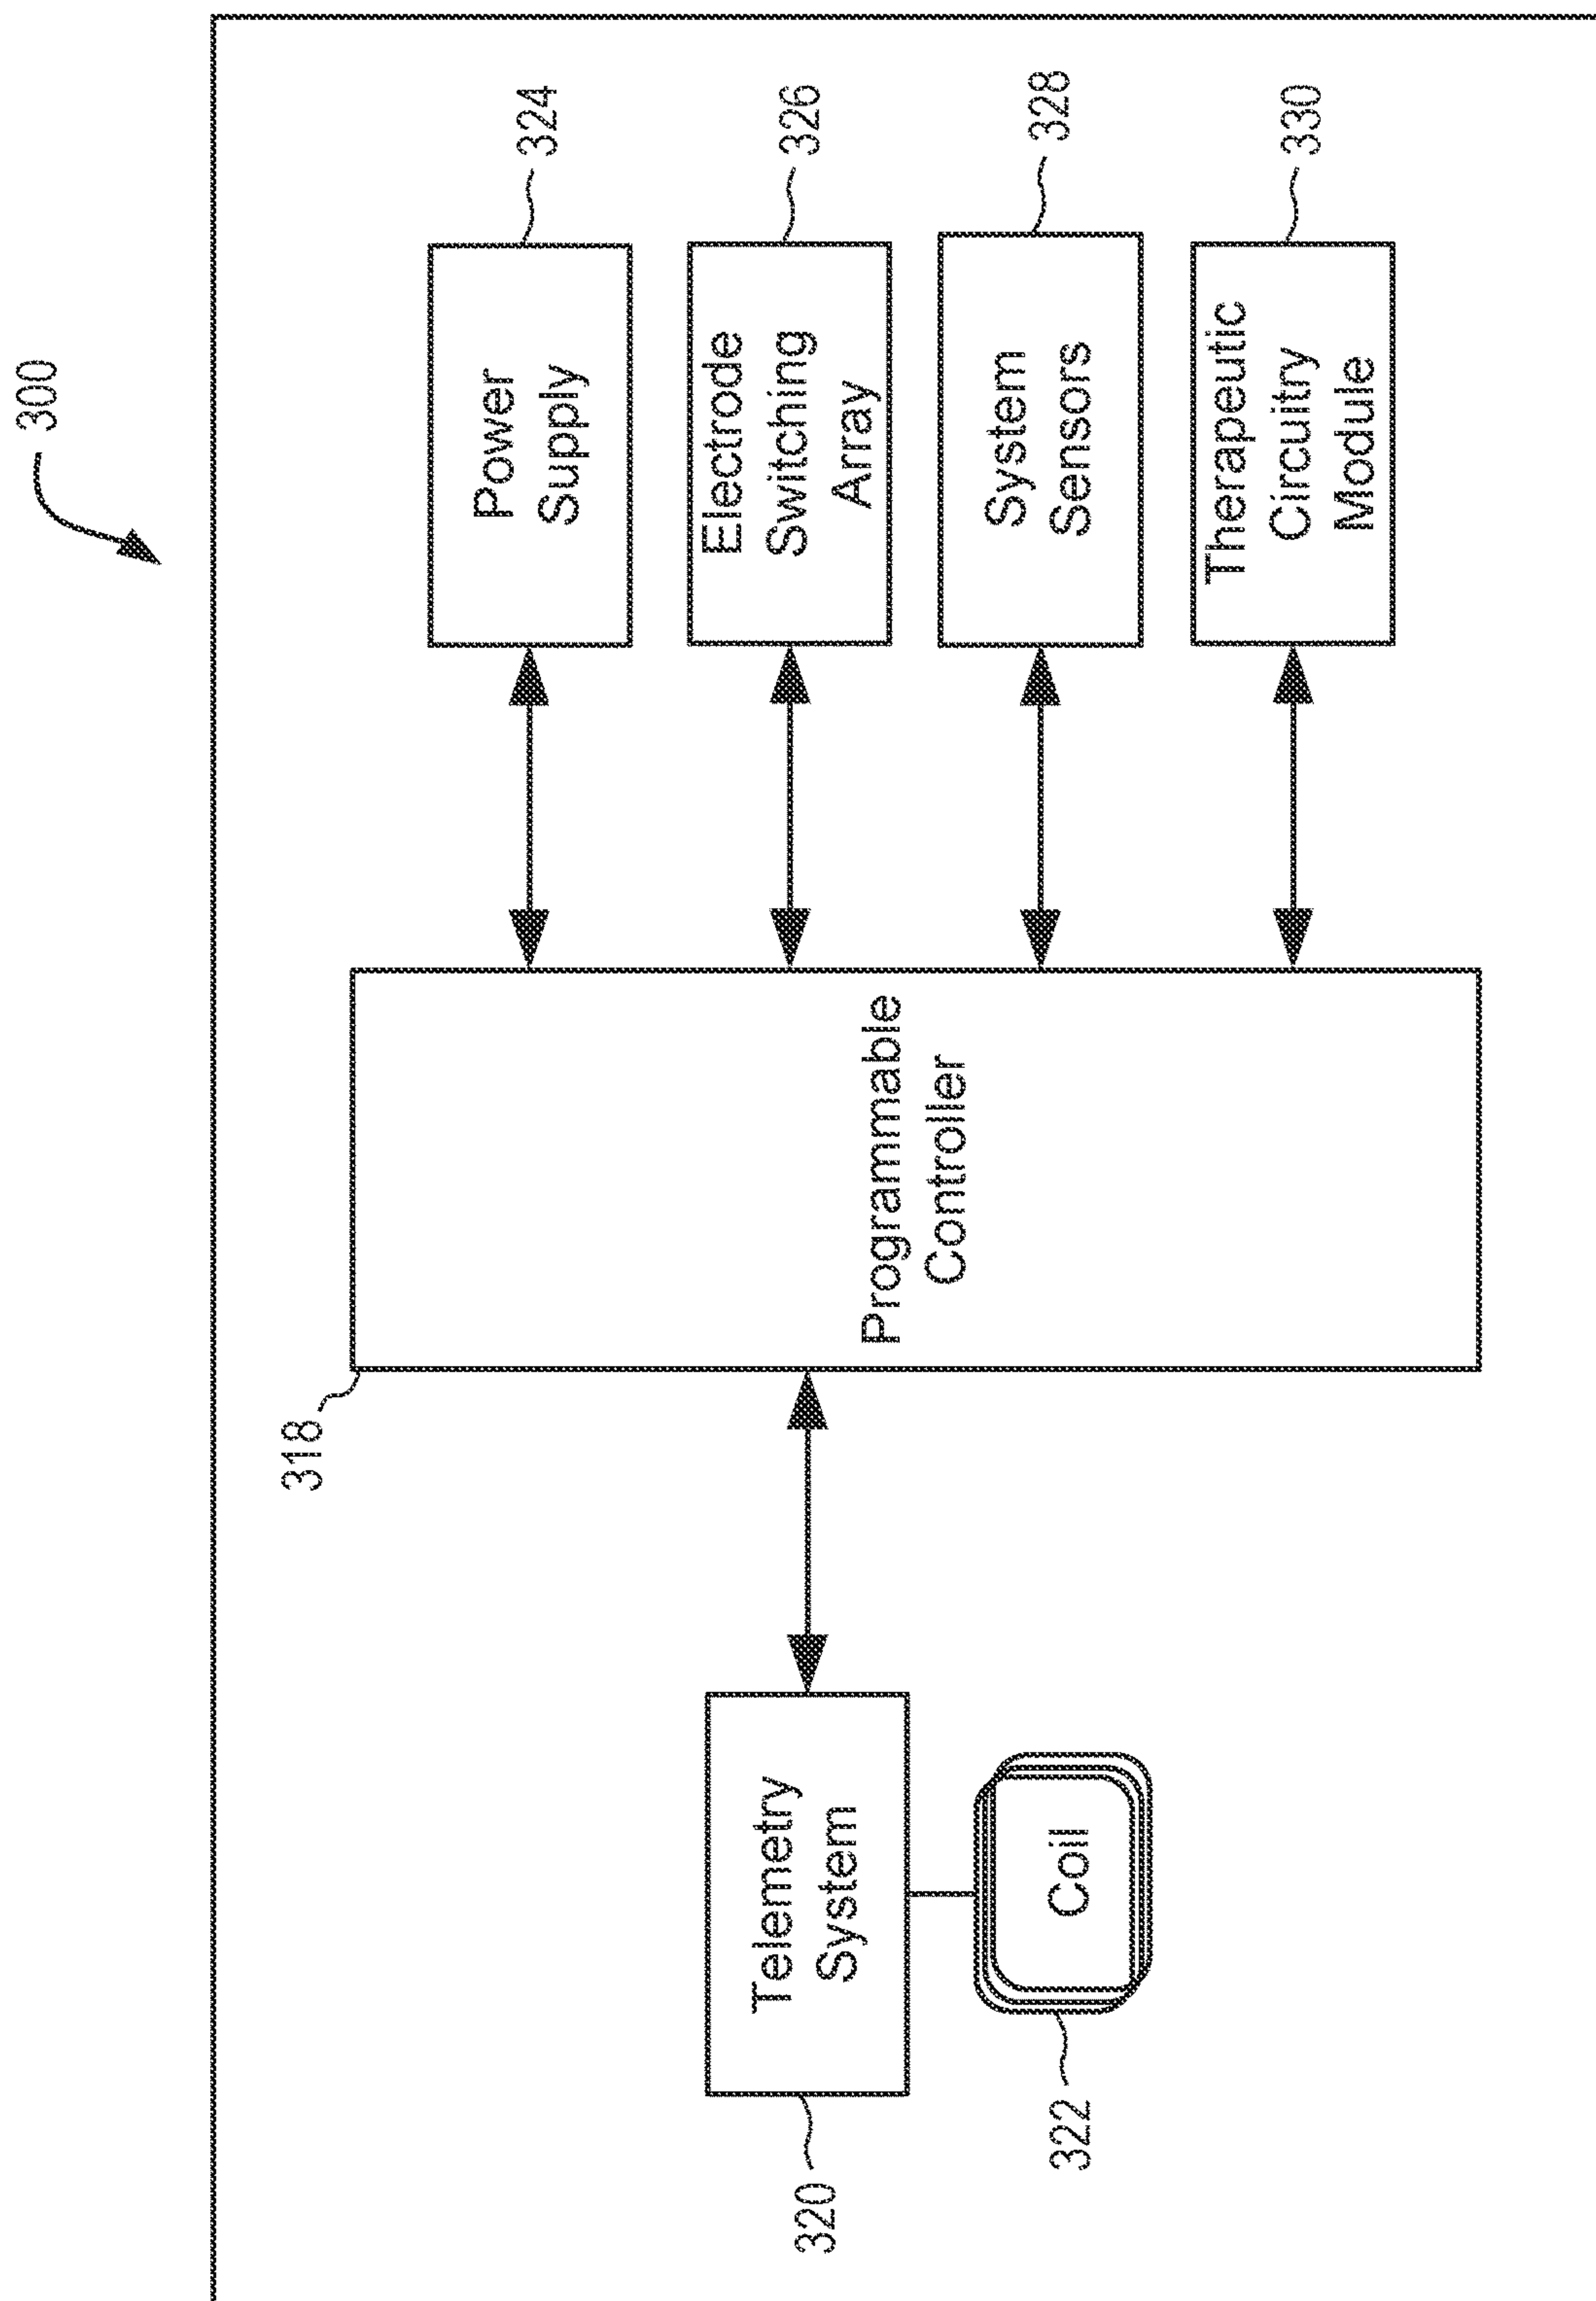 300
324
Power
Supply
326
Electrode
Switching
Array
328
System
Sensors
330
Therapeutic
Circuitry
Module
318
Programmable
Controller
320
Telemetry
System
322
Coil